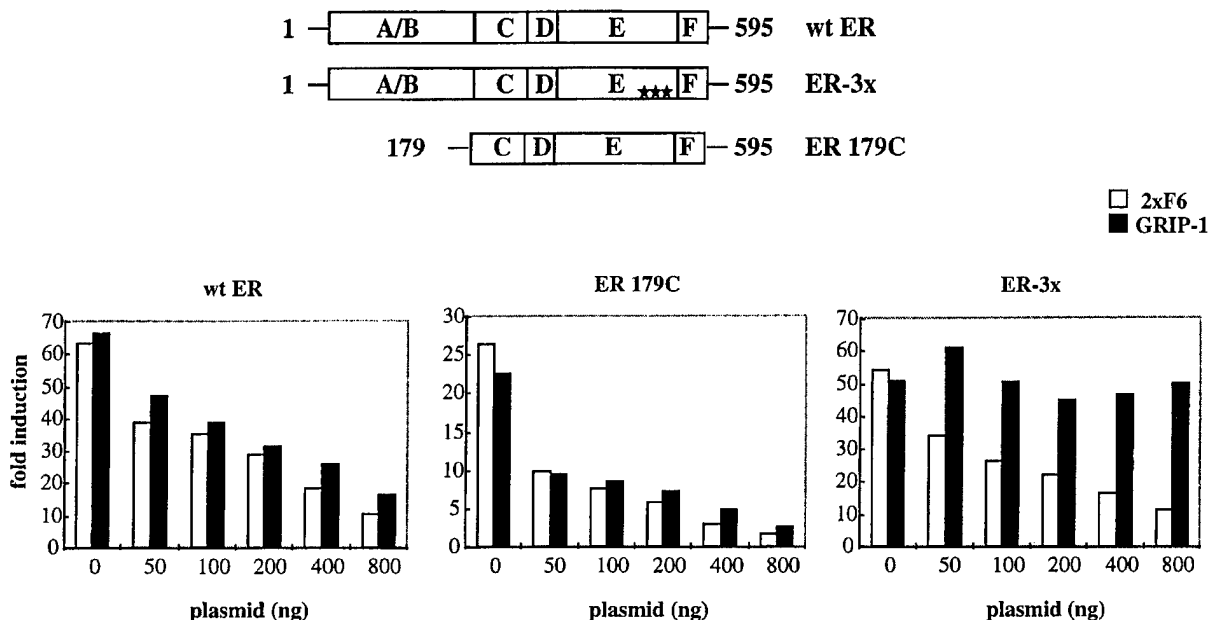 1 A/B C D E F 595 wt ER
1 A/B C D E ★★★ F 595 ER-3x
179 C D E F 595 ER 179C
2xF6
GRIP-1
wt ER
70
60
50
40
30
20
10
0
fold induction
0 50 100 200 400 800
plasmid (ng)
ER 179C
30
25
20
15
10
5
0
0 50 100 200 400 800
plasmid (ng)
ER-3x
70
60
50
40
30
20
10
0
0 50 100 200 400 800
plasmid (ng)